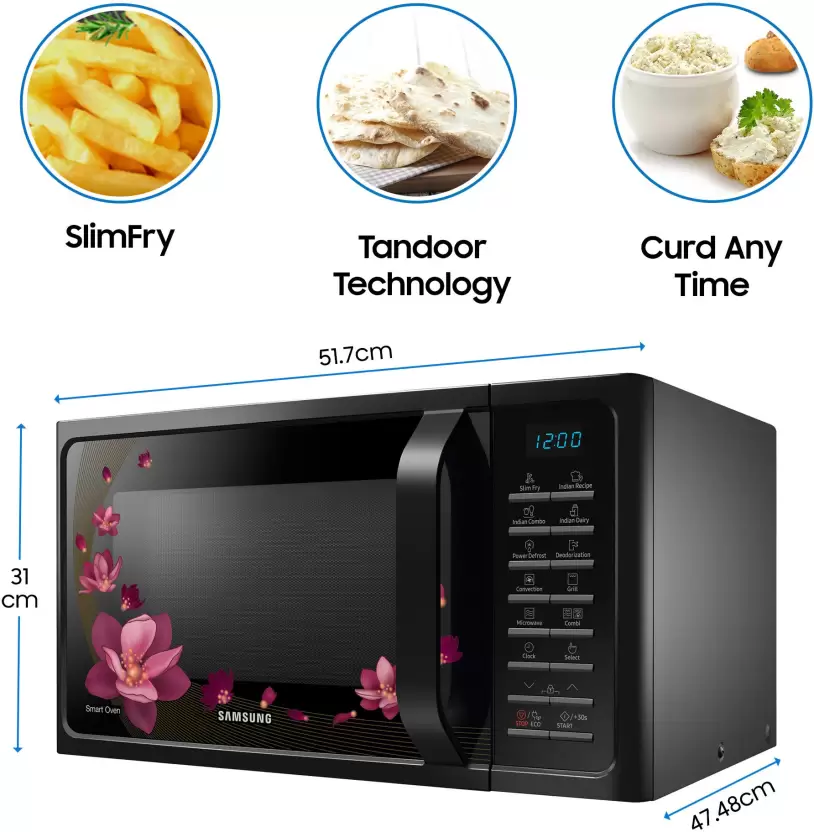 SlimFry
Tandoor
Technology
Curd Any
Time
51.7cm
31
cm
47.48cm
12:00
Slim Fry
Indian Recipe
Indian Combo
Indian Dairy
Power Defrost
Deodorization
Convection
Grill
Microwave
Combi
Clock
Select
STOP
ECO
/+30s
START
Smart Oven
SAMSUNG